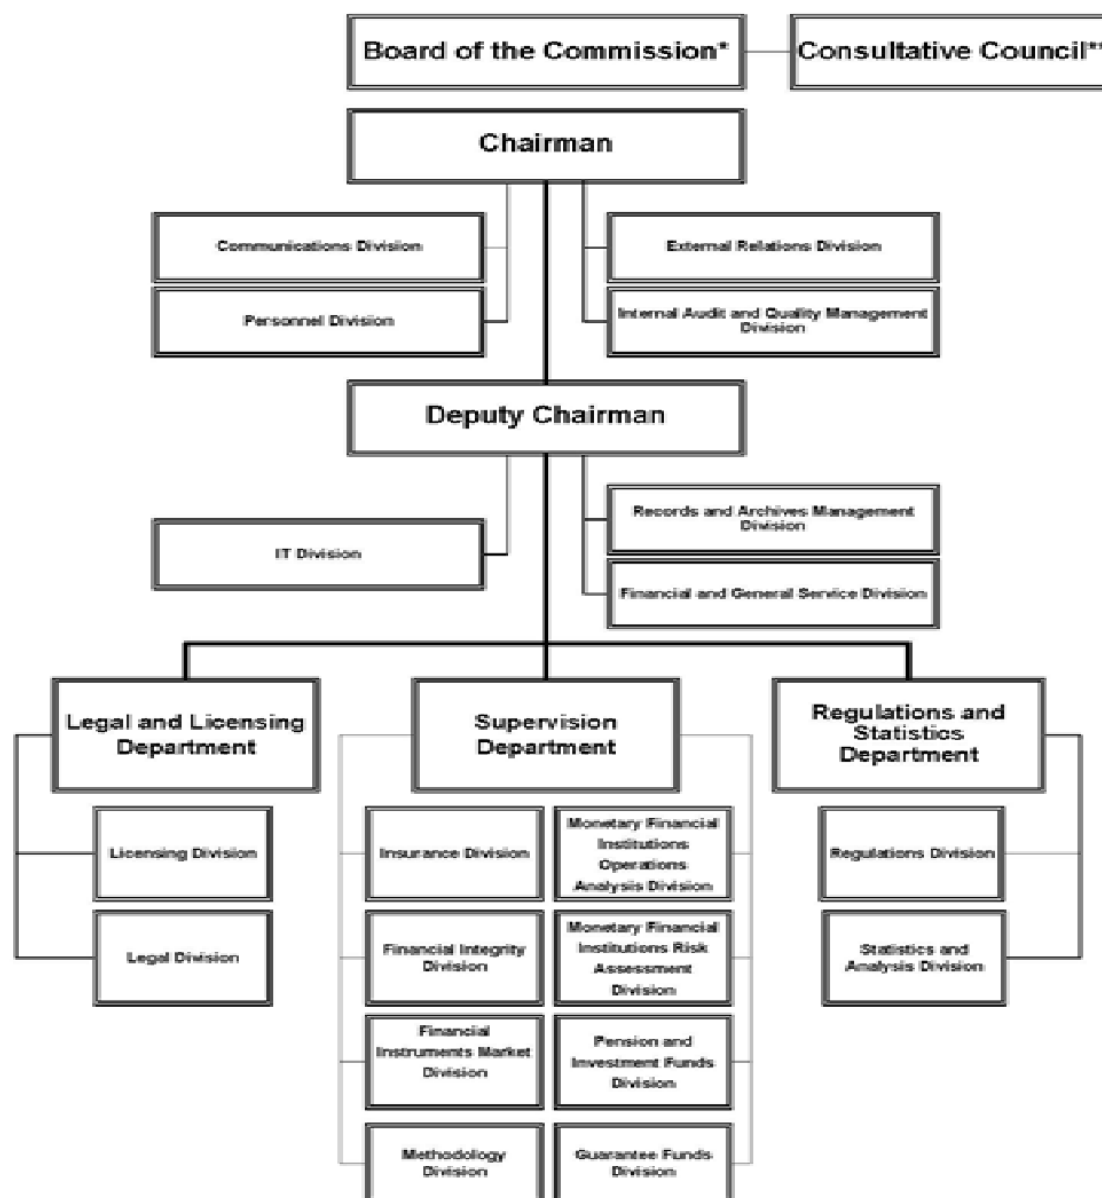 Board of the Commission*
Consultative Council**
Chairman
Communications Division
External Relations Division
Personnel Division
Internal Audit and Quality Management
Division
Deputy Chairman
Records and Archives Management
Division
IT Division
Financial and General Service Division
Legal and Licensing
Department
Supervision
Department
Regulations and
Statistics
Department
Licensing Division
Insurance Division
Monetary Financial
Institutions
Operations
Analysis Division
Regulations Division
Legal Division
Financial Integrity
Division
Monetary Financial
Institutions Risk
Assessment
Division
Statistics and
Analysis Division
Financial
Instruments Market
Division
Pension and
Investment Funds
Division
Methodology
Division
Guarantee Funds
Division